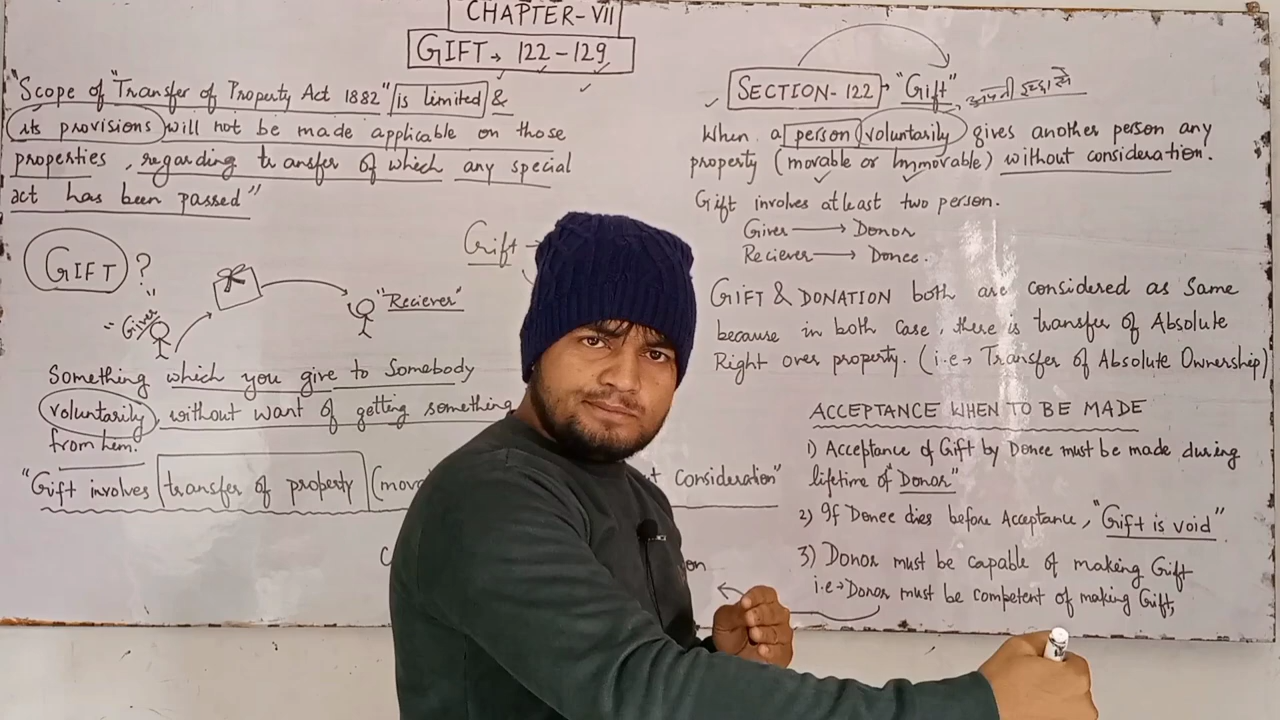 CHAPTER-VII
GIFT → 122-129
"Scope of "Transfer of Property Act 1882" is limited &
its provisions will not be made applicable on those
properties, regarding transfer of which any special
act has been passed"
GIFT ?
"Giver"
"Reciever"
Something which you give to Somebody
voluntarily, without want of getting something
from them.
"Gift involves transfer of property
Consideration"
Gift
SECTION-122 → "Gift"
अपनी इच्छा से
When a person voluntarily gives another person any
property (movable or Immovable) without consideration.
Gift involves atleast two person.
Giver → Donor
Reciever → Donee.
GIFT & DONATION both are considered as Same
because in both Case, there is transfer of Absolute
Right over property. (i.e → Transfer of Absolute Ownership)
ACCEPTANCE WHEN TO BE MADE
1) Acceptance of Gift by Donee must be made during
lifetime of "Donor"
2) If Donee dies before Acceptance, "Gift is void".
3) Donor must be capable of making Gift
i.e → Donor must be competent of making Gift,